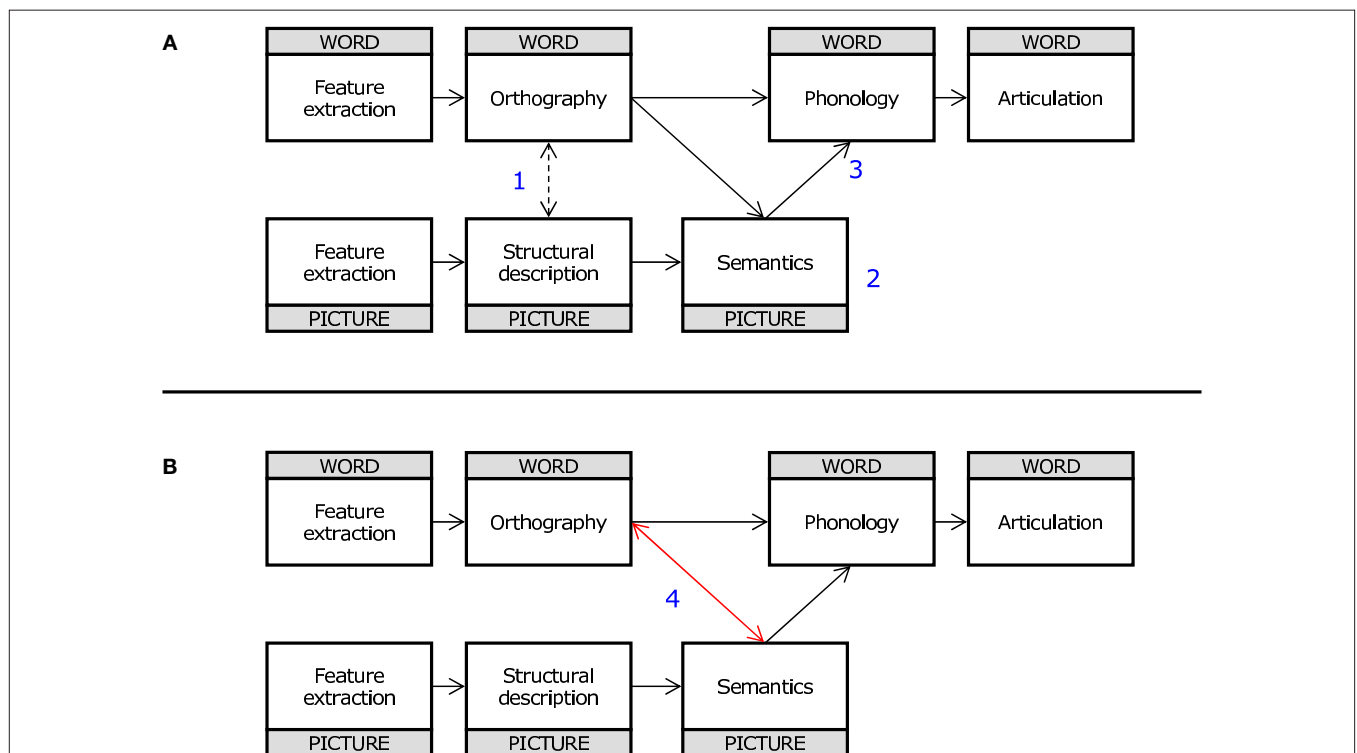 A
WORD
WORD
WORD
WORD
Feature
extraction
Orthography
Phonology
Articulation
1
3
Feature
extraction
Structural
description
Semantics
2
PICTURE
PICTURE
PICTURE
B
WORD
WORD
WORD
WORD
Feature
extraction
Orthography
Phonology
Articulation
4
Feature
extraction
Structural
description
Semantics
PICTURE
PICTURE
PICTURE